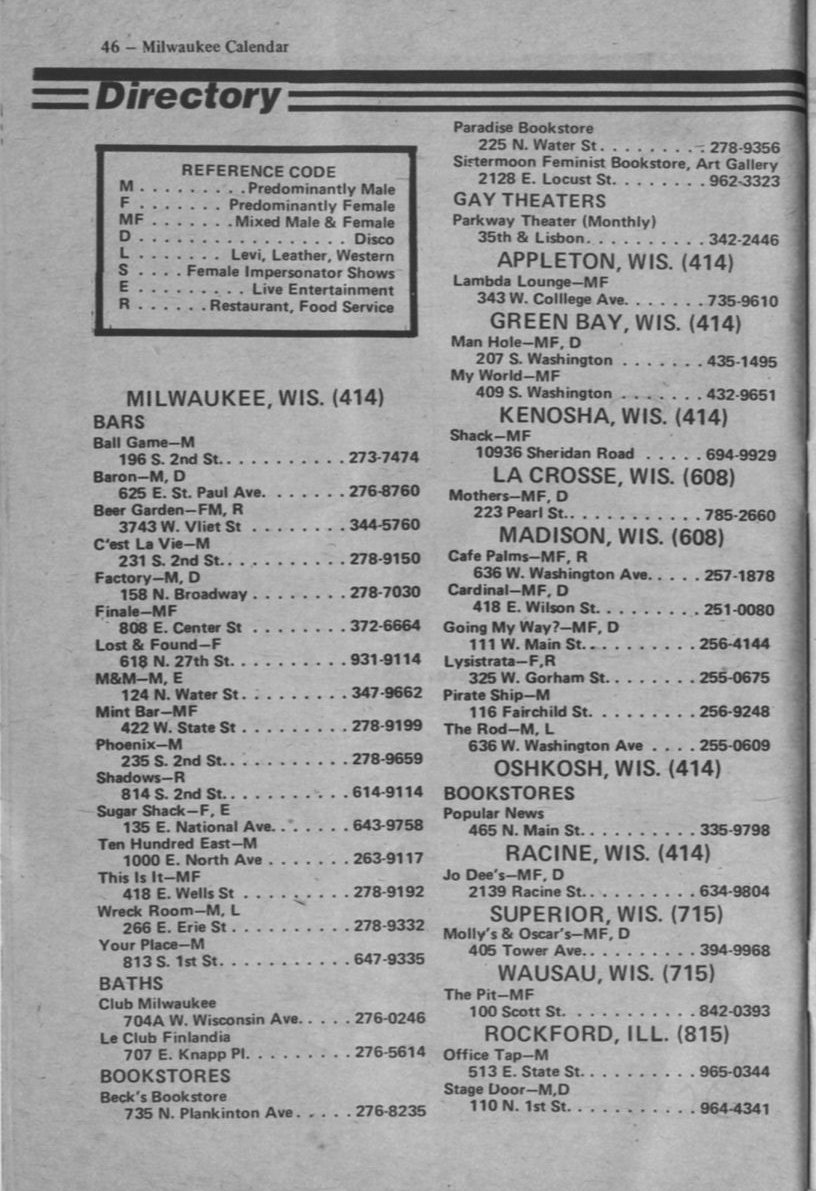 46 – Milwaukee Calendar
Directory
REFERENCE CODE
M . . . . . . . . . Predominantly Male
F . . . . . . . Predominantly Female
MF . . . . . . . Mixed Male & Female
D . . . . . . . . . . . . . . . . . Disco
L . . . . . . . Levi, Leather, Western
S . . . . Female Impersonator Shows
E . . . . . . . . . Live Entertainment
R . . . . . . Restaurant, Food Service
MILWAUKEE, WIS. (414)
BARS
Ball Game—M
196 S. 2nd St. . . . . . . . . . . . 273-7474
Baron—M, D
625 E. St. Paul Ave. . . . . . . . 276-8760
Beer Garden—FM, R
3743 W. Vliet St . . . . . . . . 344-5760
C'est La Vie—M
231 S. 2nd St. . . . . . . . . . . . 278-9150
Factory—M, D
158 N. Broadway . . . . . . . . 278-7030
Finale—MF
808 E. Center St . . . . . . . . 372-6664
Lost & Found—F
618 N. 27th St. . . . . . . . . . 931-9114
M&M—M, E
124 N. Water St . . . . . . . . . 347-9662
Mint Bar—MF
422 W. State St . . . . . . . . . 278-9199
Phoenix—M
235 S. 2nd St. . . . . . . . . . . . 278-9659
Shadows—R
814 S. 2nd St. . . . . . . . . . . . 614-9114
Sugar Shack—F, E
135 E. National Ave. . . . . . . 643-9758
Ten Hundred East—M
1000 E. North Ave . . . . . . . 263-9117
This Is It—MF
418 E. Wells St . . . . . . . . . 278-9192
Wreck Room—M, L
266 E. Erie St . . . . . . . . . . 278-9332
Your Place—M
813 S. 1st St. . . . . . . . . . . . 647-9335
BATHS
Club Milwaukee
704A W. Wisconsin Ave. . . . . 276-0246
Le Club Finlandia
707 E. Knapp Pl. . . . . . . . . 276-5614
BOOKSTORES
Beck's Bookstore
735 N. Plankinton Ave . . . . . 276-8235
Paradise Bookstore
225 N. Water St . . . . . . . . . 278-9356
Sistermoon Feminist Bookstore, Art Gallery
2128 E. Locust St. . . . . . . . 962-3323
GAY THEATERS
Parkway Theater (Monthly)
35th & Lisbon. . . . . . . . . . 342-2446
APPLETON, WIS. (414)
Lambda Lounge—MF
343 W. Colllege Ave. . . . . . . 735-9610
GREEN BAY, WIS. (414)
Man Hole—MF, D
207 S. Washington . . . . . . . 435-1495
My World—MF
409 S. Washington . . . . . . . 432-9651
KENOSHA, WIS. (414)
Shack—MF
10936 Sheridan Road . . . . . 694-9929
LA CROSSE, WIS. (608)
Mothers—MF, D
223 Pearl St. . . . . . . . . . . . 785-2660
MADISON, WIS. (608)
Cafe Palms—MF, R
636 W. Washington Ave. . . . . 257-1878
Cardinal—MF, D
418 E. Wilson St. . . . . . . . . 251-0080
Going My Way?—MF, D
111 W. Main St. . . . . . . . . . 256-4144
Lysistrata—F,R
325 W. Gorham St. . . . . . . . 255-0675
Pirate Ship—M
116 Fairchild St. . . . . . . . . 256-9248
The Rod—M, L
636 W. Washington Ave . . . . 255-0609
OSHKOSH, WIS. (414)
BOOKSTORES
Popular News
465 N. Main St. . . . . . . . . . 335-9798
RACINE, WIS. (414)
Jo Dee's—MF, D
2139 Racine St. . . . . . . . . . 634-9804
SUPERIOR, WIS. (715)
Molly's & Oscar's—MF, D
405 Tower Ave. . . . . . . . . . 394-9968
WAUSAU, WIS. (715)
The Pit—MF
100 Scott St. . . . . . . . . . . . 842-0393
ROCKFORD, ILL. (815)
Office Tap—M
513 E. State St. . . . . . . . . . 965-0344
Stage Door—M,D
110 N. 1st St. . . . . . . . . . . 964-4341